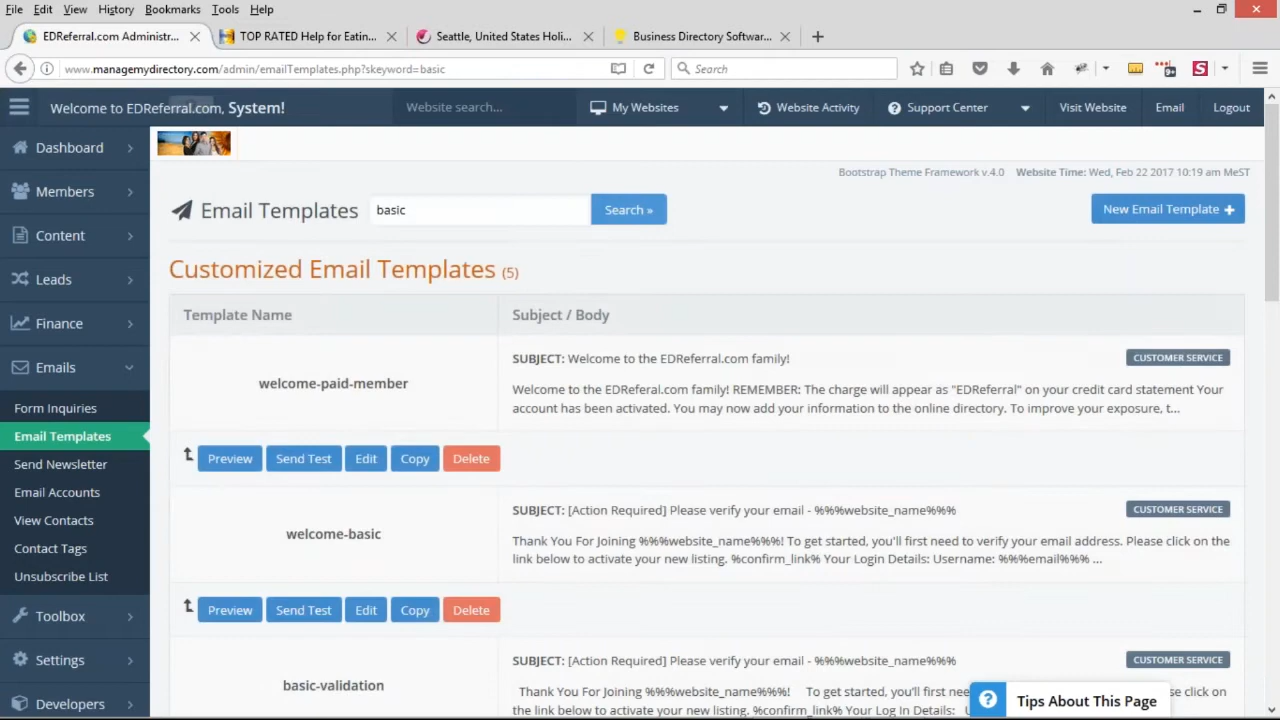 File Edit View History Bookmarks Tools Help
EDReferral.com Administr... TOP RATED Help for Eatin... Seattle, United States Holi... Business Directory Softwar...
www.managemydirectory.com/admin/emailTemplates.php?skeyword=basic Search
Welcome to EDReferral.com, System! Website search... My Websites Website Activity Support Center Visit Website Email Logout
Dashboard
Members
Content
Leads
Finance
Emails
Form Inquiries
Email Templates
Send Newsletter
Email Accounts
View Contacts
Contact Tags
Unsubscribe List
Toolbox
Settings
Developers
Bootstrap Theme Framework v.4.0 Website Time: Wed, Feb 22 2017 10:19 am MeST
Email Templates basic Search » New Email Template +
Customized Email Templates (5)
Template Name Subject / Body
welcome-paid-member
SUBJECT: Welcome to the EDReferral.com family! CUSTOMER SERVICE
Welcome to the EDReferal.com family! REMEMBER: The charge will appear as "EDReferral" on your credit card statement Your
account has been activated. You may now add your information to the online directory. To improve your exposure, t...
Preview Send Test Edit Copy Delete
welcome-basic
SUBJECT: [Action Required] Please verify your email - %%%website_name%%% CUSTOMER SERVICE
Thank You For Joining %%%website_name%%%! To get started, you'll first need to verify your email address. Please click on the
link below to activate your new listing. %confirm_link% Your Login Details: Username: %%%email%%% ...
Preview Send Test Edit Copy Delete
basic-validation
SUBJECT: [Action Required] Please verify your email - %%%website_name%%% CUSTOMER SERVICE
Thank You For Joining %%%website_name%%%! To get started, you'll first nee se click on
link below to activate your new listing. %confirm_link% Your Log In Details:
? Tips About This Page